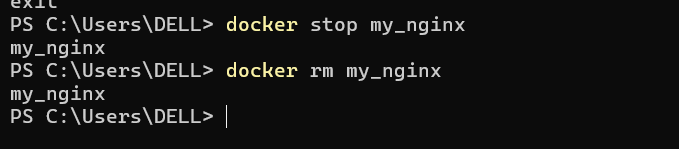 exit
PS C:\Users\DELL> docker stop my_nginx
my_nginx
PS C:\Users\DELL> docker rm my_nginx
my_nginx
PS C:\Users\DELL>